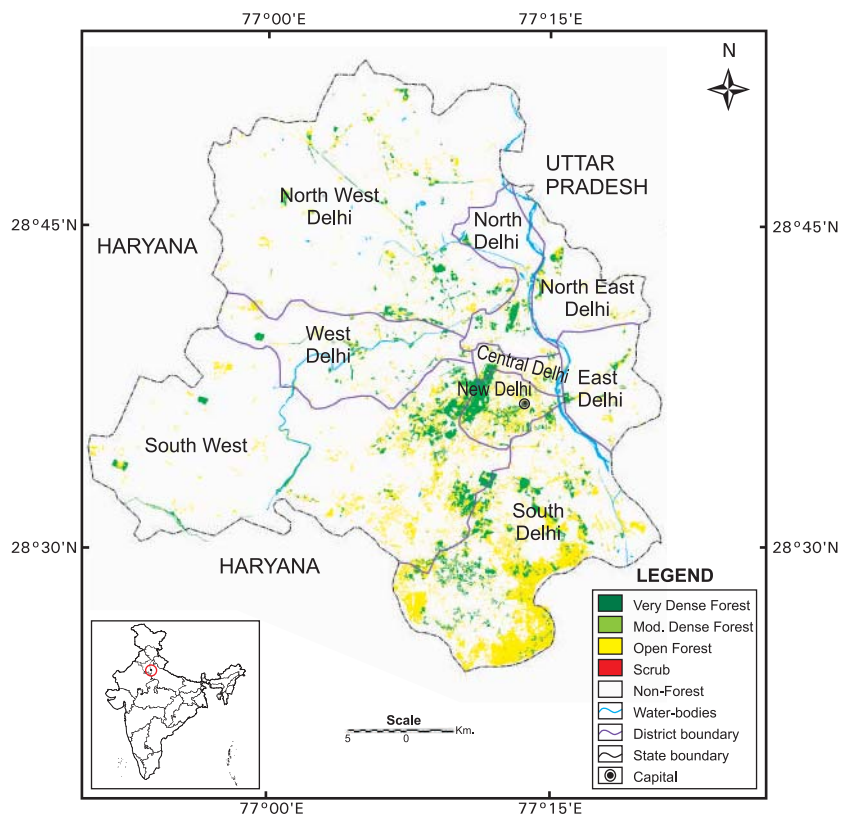 77°00'E
77°15'E
N
UTTAR
PRADESH
North West
Delhi
North
Delhi
28°45'N
28°45'N
HARYANA
North East
Delhi
West
Delhi
Central Delhi
New Delhi
East
Delhi
South West
South
Delhi
28°30'N
28°30'N
HARYANA
LEGEND
Very Dense Forest
Mod. Dense Forest
Open Forest
Scrub
Non-Forest
Water-bodies
District boundary
State boundary
Capital
Scale
Km.
5 0
77°00'E
77°15'E